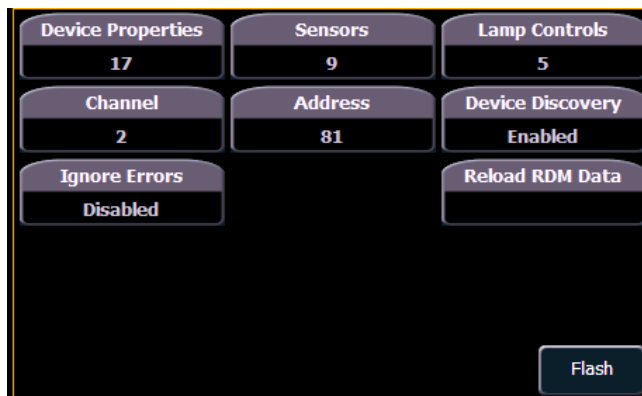 Device Properties
17
Sensors
9
Lamp Controls
5
Channel
2
Address
81
Device Discovery
Enabled
Ignore Errors
Disabled
Reload RDM Data
Flash